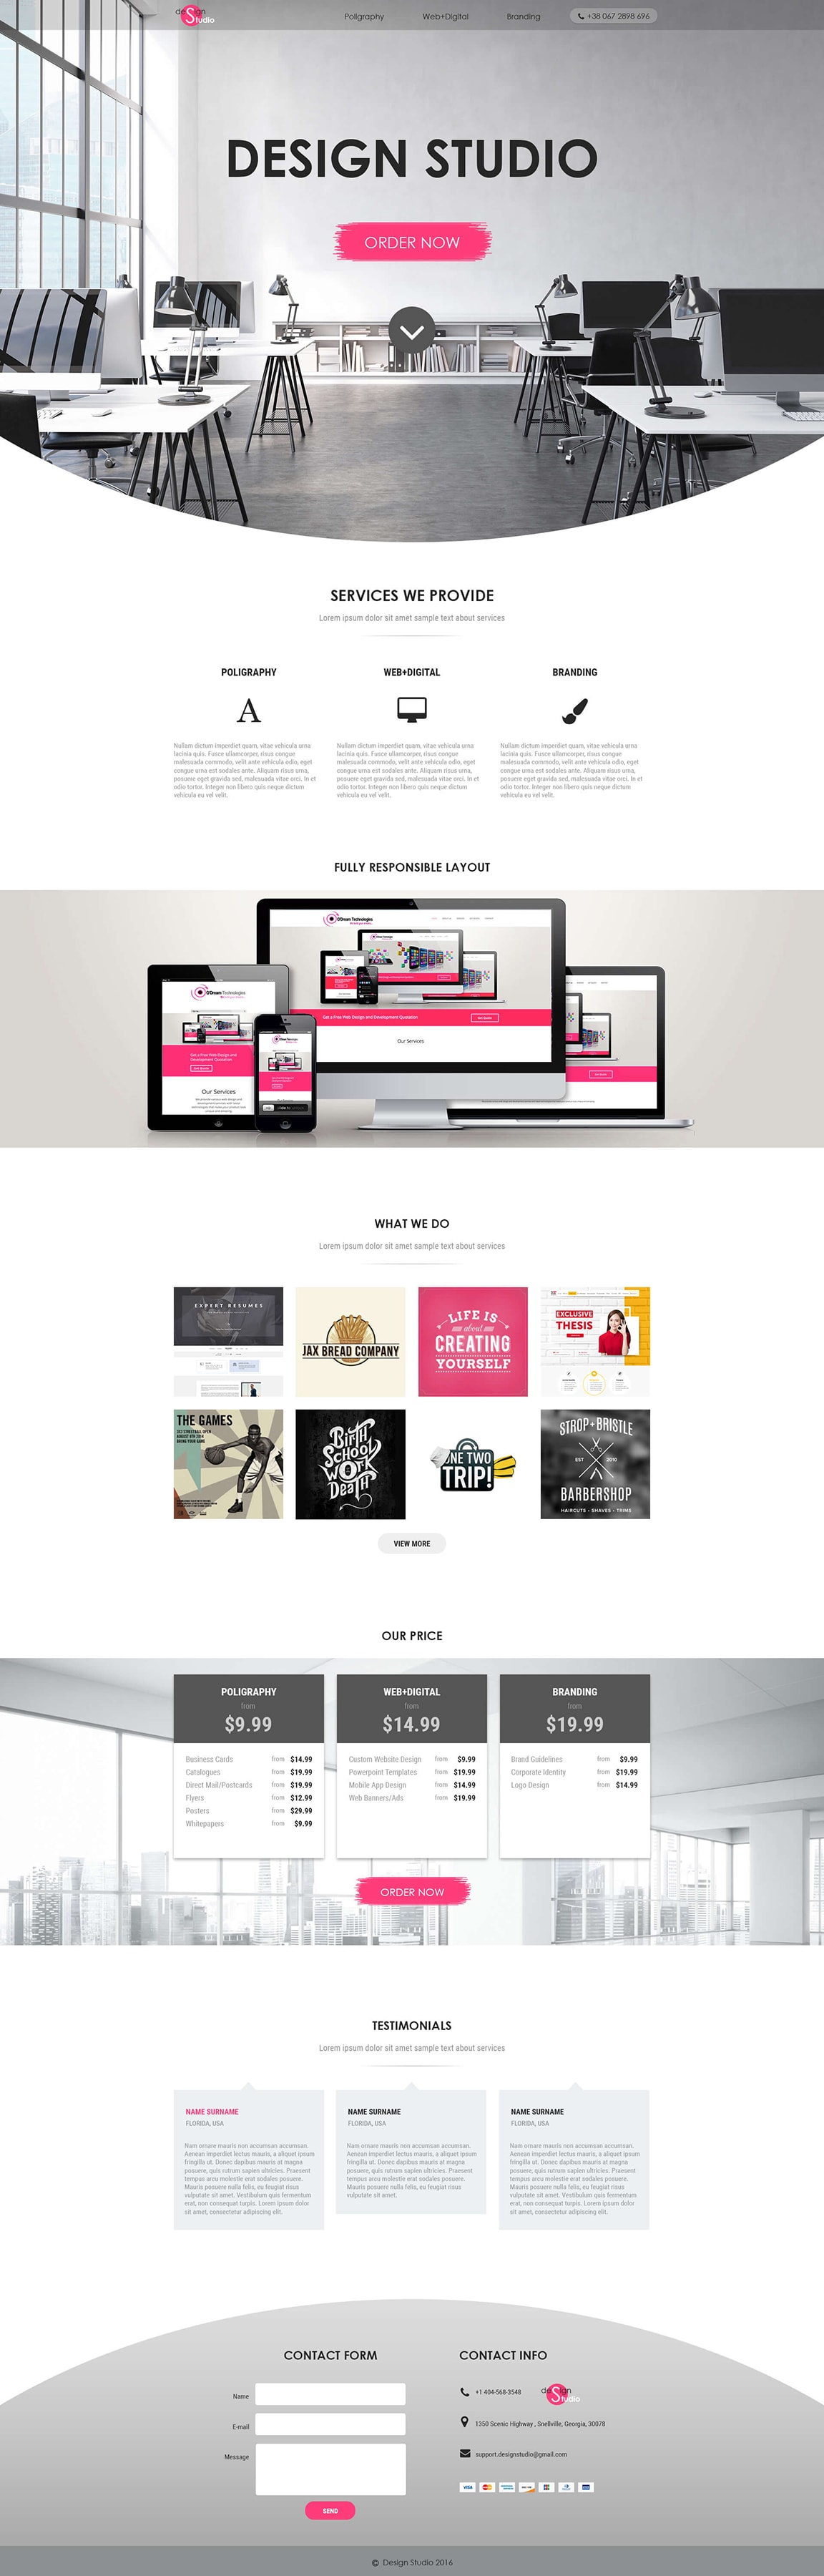 design
Studio
Poligraphy
Web+Digital
Branding
+38 067 2898 696
DESIGN STUDIO
ORDER NOW
SERVICES WE PROVIDE
Lorem ipsum dolor sit amet sample text about services
POLIGRAPHY
A
Nullam dictum imperdiet quam, vitae vehicula urna
lacinia quis. Fusce ullamcorper, risus congue
malesuada commodo, velit ante vehicula odio, eget
congue urna est sodales ante. Aliquam risus urna,
posuere eget gravida sed, malesuada vitae orci. In et
odio tortor. Integer non libero quis neque dictum
vehicula eu vel velit.
WEB+DIGITAL
Nullam dictum imperdiet quam, vitae vehicula urna
lacinia quis. Fusce ullamcorper, risus congue
malesuada commodo, velit ante vehicula odio, eget
congue urna est sodales ante. Aliquam risus urna,
posuere eget gravida sed, malesuada vitae orci. In et
odio tortor. Integer non libero quis neque dictum
vehicula eu vel velit.
BRANDING
Nullam dictum imperdiet quam, vitae vehicula urna
lacinia quis. Fusce ullamcorper, risus congue
malesuada commodo, velit ante vehicula odio, eget
congue urna est sodales ante. Aliquam risus urna,
posuere eget gravida sed, malesuada vitae orci. In et
odio tortor. Integer non libero quis neque dictum
vehicula eu vel velit.
FULLY RESPONSIBLE LAYOUT
O'Dream Technologies
Get a Free Web Design and Development Quotation
Our Services
O'Dream Technologies
Get a Free Web Design and
Development Quotation
Our Services
WHAT WE DO
Lorem ipsum dolor sit amet sample text about services
EXPERT RESUMES
JAX BREAD COMPANY
LIFE IS
about
CREATING
YOURSELF
EXCLUSIVE
THESIS
THE GAMES
BRING YOUR GAME
Birth
School
Work
Death
ONE TWO
TRIP!
STROP+BRISTLE
EST 2010
BARBERSHOP
HAIRCUTS • SHAVES • TRIMS
VIEW MORE
OUR PRICE
POLIGRAPHY
from
$9.99
Business Cards from $14.99
Catalogues from $19.99
Direct Mail/Postcards from $19.99
Flyers from $12.99
Posters from $29.99
Whitepapers from $9.99
WEB+DIGITAL
from
$14.99
Custom Website Design from $9.99
Powerpoint Templates from $19.99
Mobile App Design from $14.99
Web Banners/Ads from $19.99
BRANDING
from
$19.99
Brand Guidelines from $9.99
Corporate Identity from $19.99
Logo Design from $14.99
ORDER NOW
TESTIMONIALS
Lorem ipsum dolor sit amet sample text about services
NAME SURNAME
FLORIDA, USA
Nam ornare mauris non accumsan accumsan.
Aenean imperdiet lectus mauris, a aliquet ipsum
fringilla ut. Donec dapibus mauris at magna
posuere, quis rutrum sapien ultricies. Praesent
tempus arcu molestie erat sodales posuere.
Mauris posuere nulla felis, eu feugiat risus
vulputate sit amet. Vestibulum quis fermentum
erat, non consequat turpis. Lorem ipsum dolor
sit amet, consectetur adipiscing elit.
NAME SURNAME
FLORIDA, USA
Nam ornare mauris non accumsan accumsan.
Aenean imperdiet lectus mauris, a aliquet ipsum
fringilla ut. Donec dapibus mauris at magna
posuere, quis rutrum sapien ultricies. Praesent
tempus arcu molestie erat sodales posuere.
Mauris posuere nulla felis, eu feugiat risus
vulputate sit amet.
NAME SURNAME
FLORIDA, USA
Nam ornare mauris non accumsan accumsan.
Aenean imperdiet lectus mauris, a aliquet ipsum
fringilla ut. Donec dapibus mauris at magna
posuere, quis rutrum sapien ultricies. Praesent
tempus arcu molestie erat sodales posuere.
Mauris posuere nulla felis, eu feugiat risus
vulputate sit amet. Vestibulum quis fermentum
erat, non consequat turpis. Lorem ipsum dolor
sit amet, consectetur adipiscing elit.
CONTACT FORM
Name
E-mail
Message
SEND
CONTACT INFO
+1 404-568-3548
design
Studio
1350 Scenic Highway , Snellville, Georgia, 30078
support.designstudio@gmail.com
VISA
© Design Studio 2016